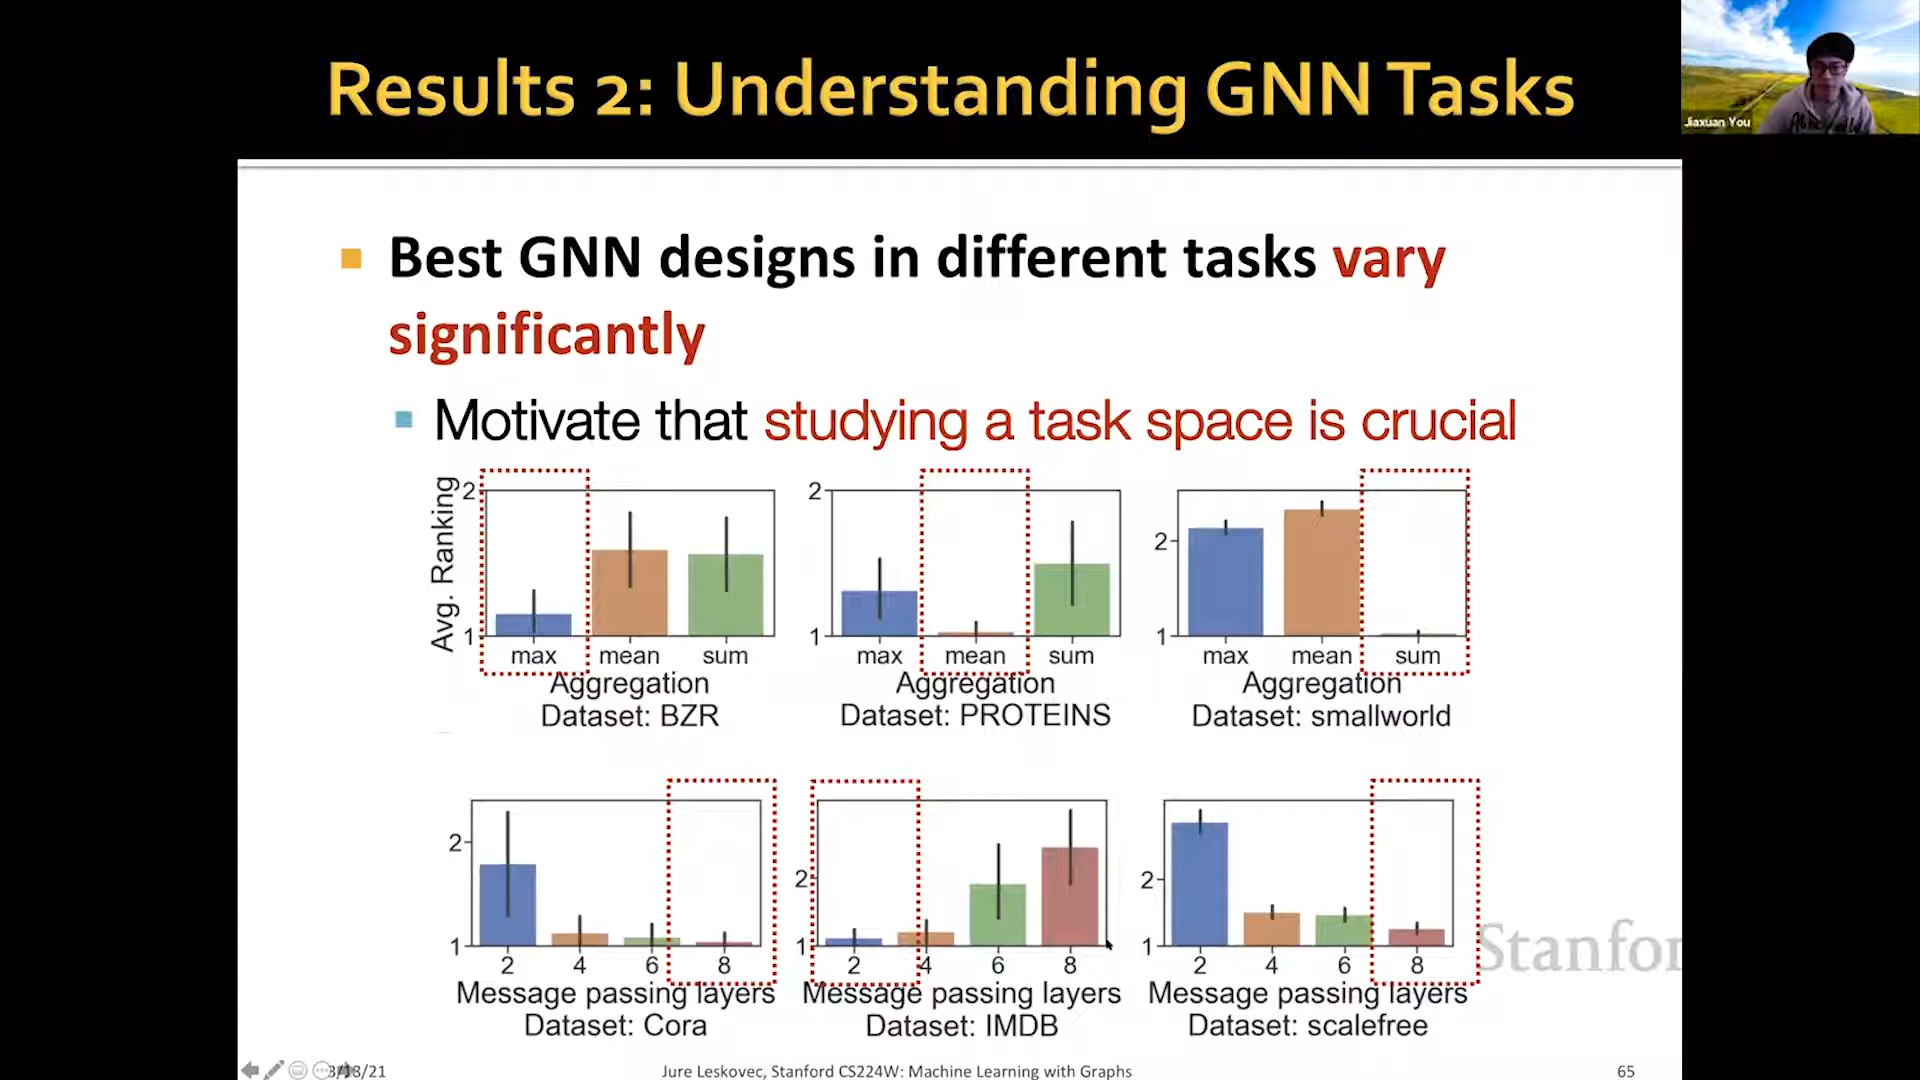 Results 2: Understanding GNN Tasks
Jiaxuan You
Best GNN designs in different tasks vary
significantly
Motivate that studying a task space is crucial
Avg. Ranking
2
1
max mean sum
Aggregation
Dataset: BZR
2
1
max mean sum
Aggregation
Dataset: PROTEINS
2
1
max mean sum
Aggregation
Dataset: smallworld
2
1
2 4 6 8
Message passing layers
Dataset: Cora
2
1
2 4 6 8
Message passing layers
Dataset: IMDB
2
1
2 4 6 8
Message passing layers
Dataset: scalefree
Stanfor
Jure Leskovec, Stanford CS224W: Machine Learning with Graphs
65